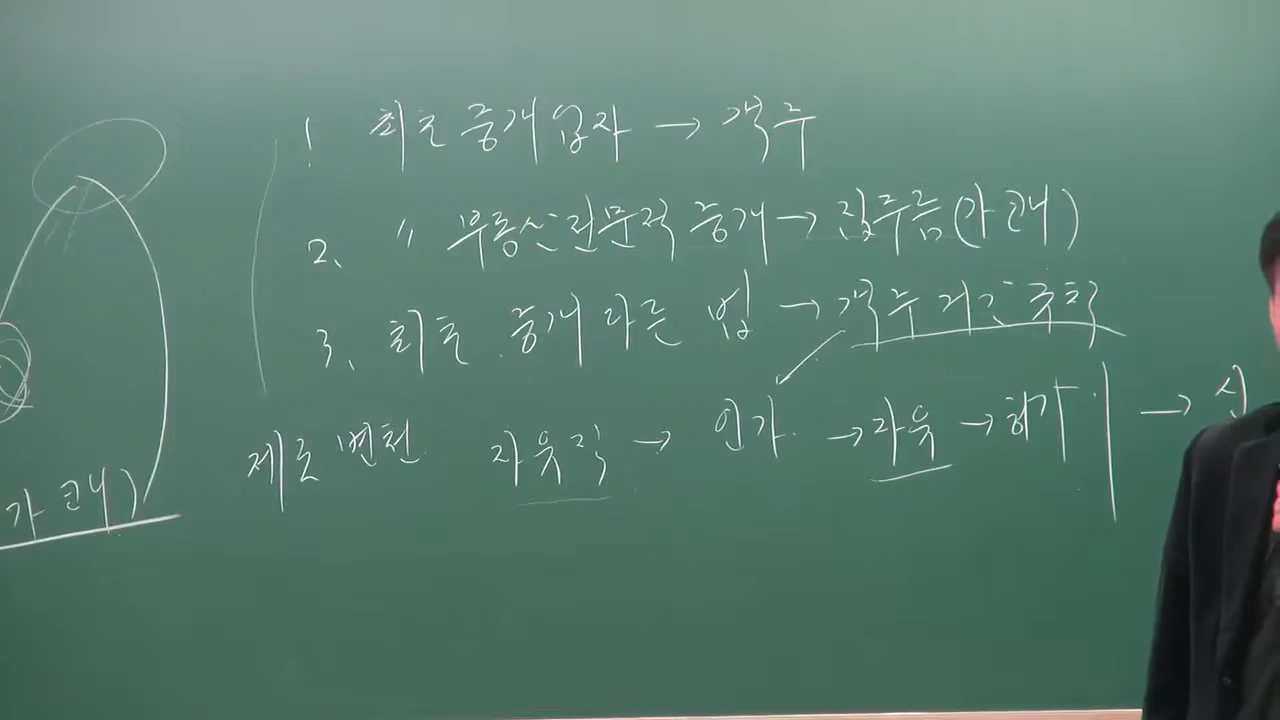 1 최초 중개업자 → 객주
2. 〃 부동산 전문적 중개 → 집주름(가쾌)
3. 최초 중개 다룬 법 → 객주거간규칙
제도 변천 자유직 → 인가 → 자유 → 허가 →
가쾌)